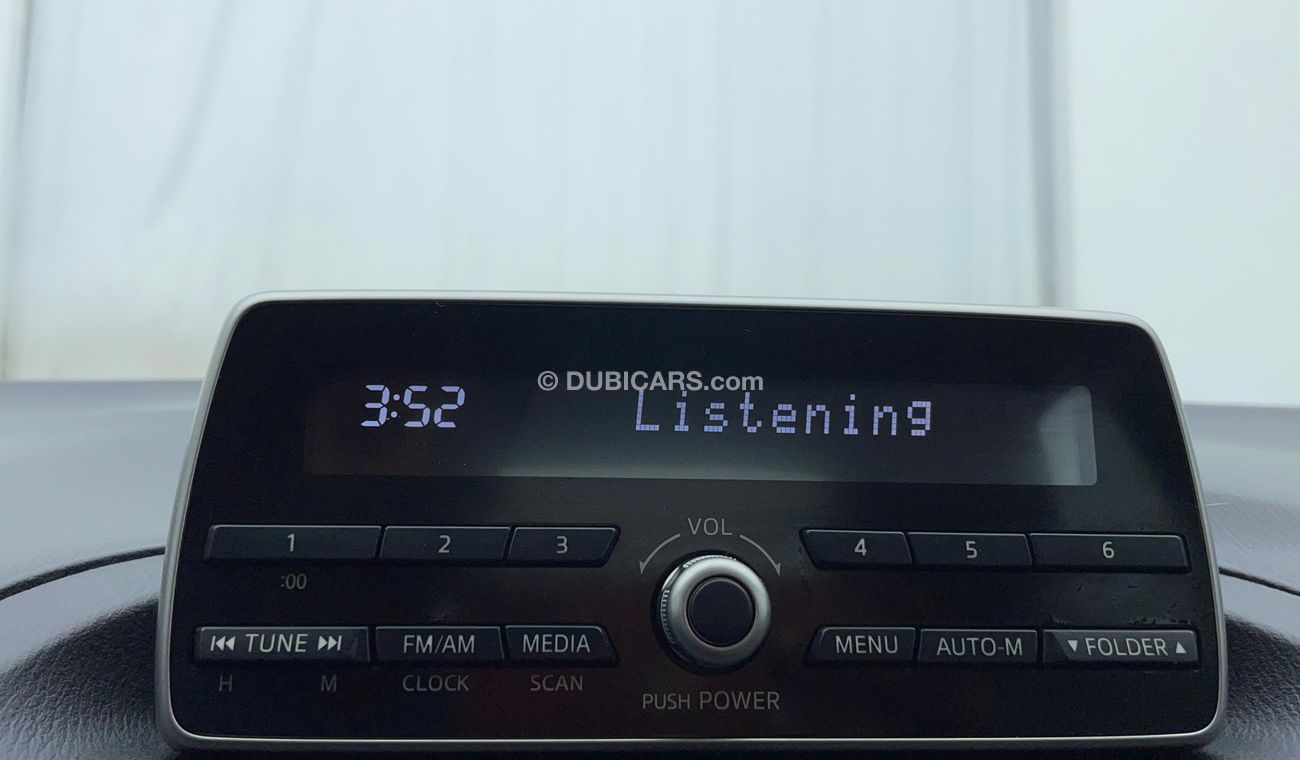 © DUBICARS.com
3:52 Listening
VOL
1 2 3 4 5 6
:00
⏮ TUNE ⏭ FM/AM MEDIA MENU AUTO-M ▼ FOLDER ▲
H M CLOCK SCAN
PUSH POWER